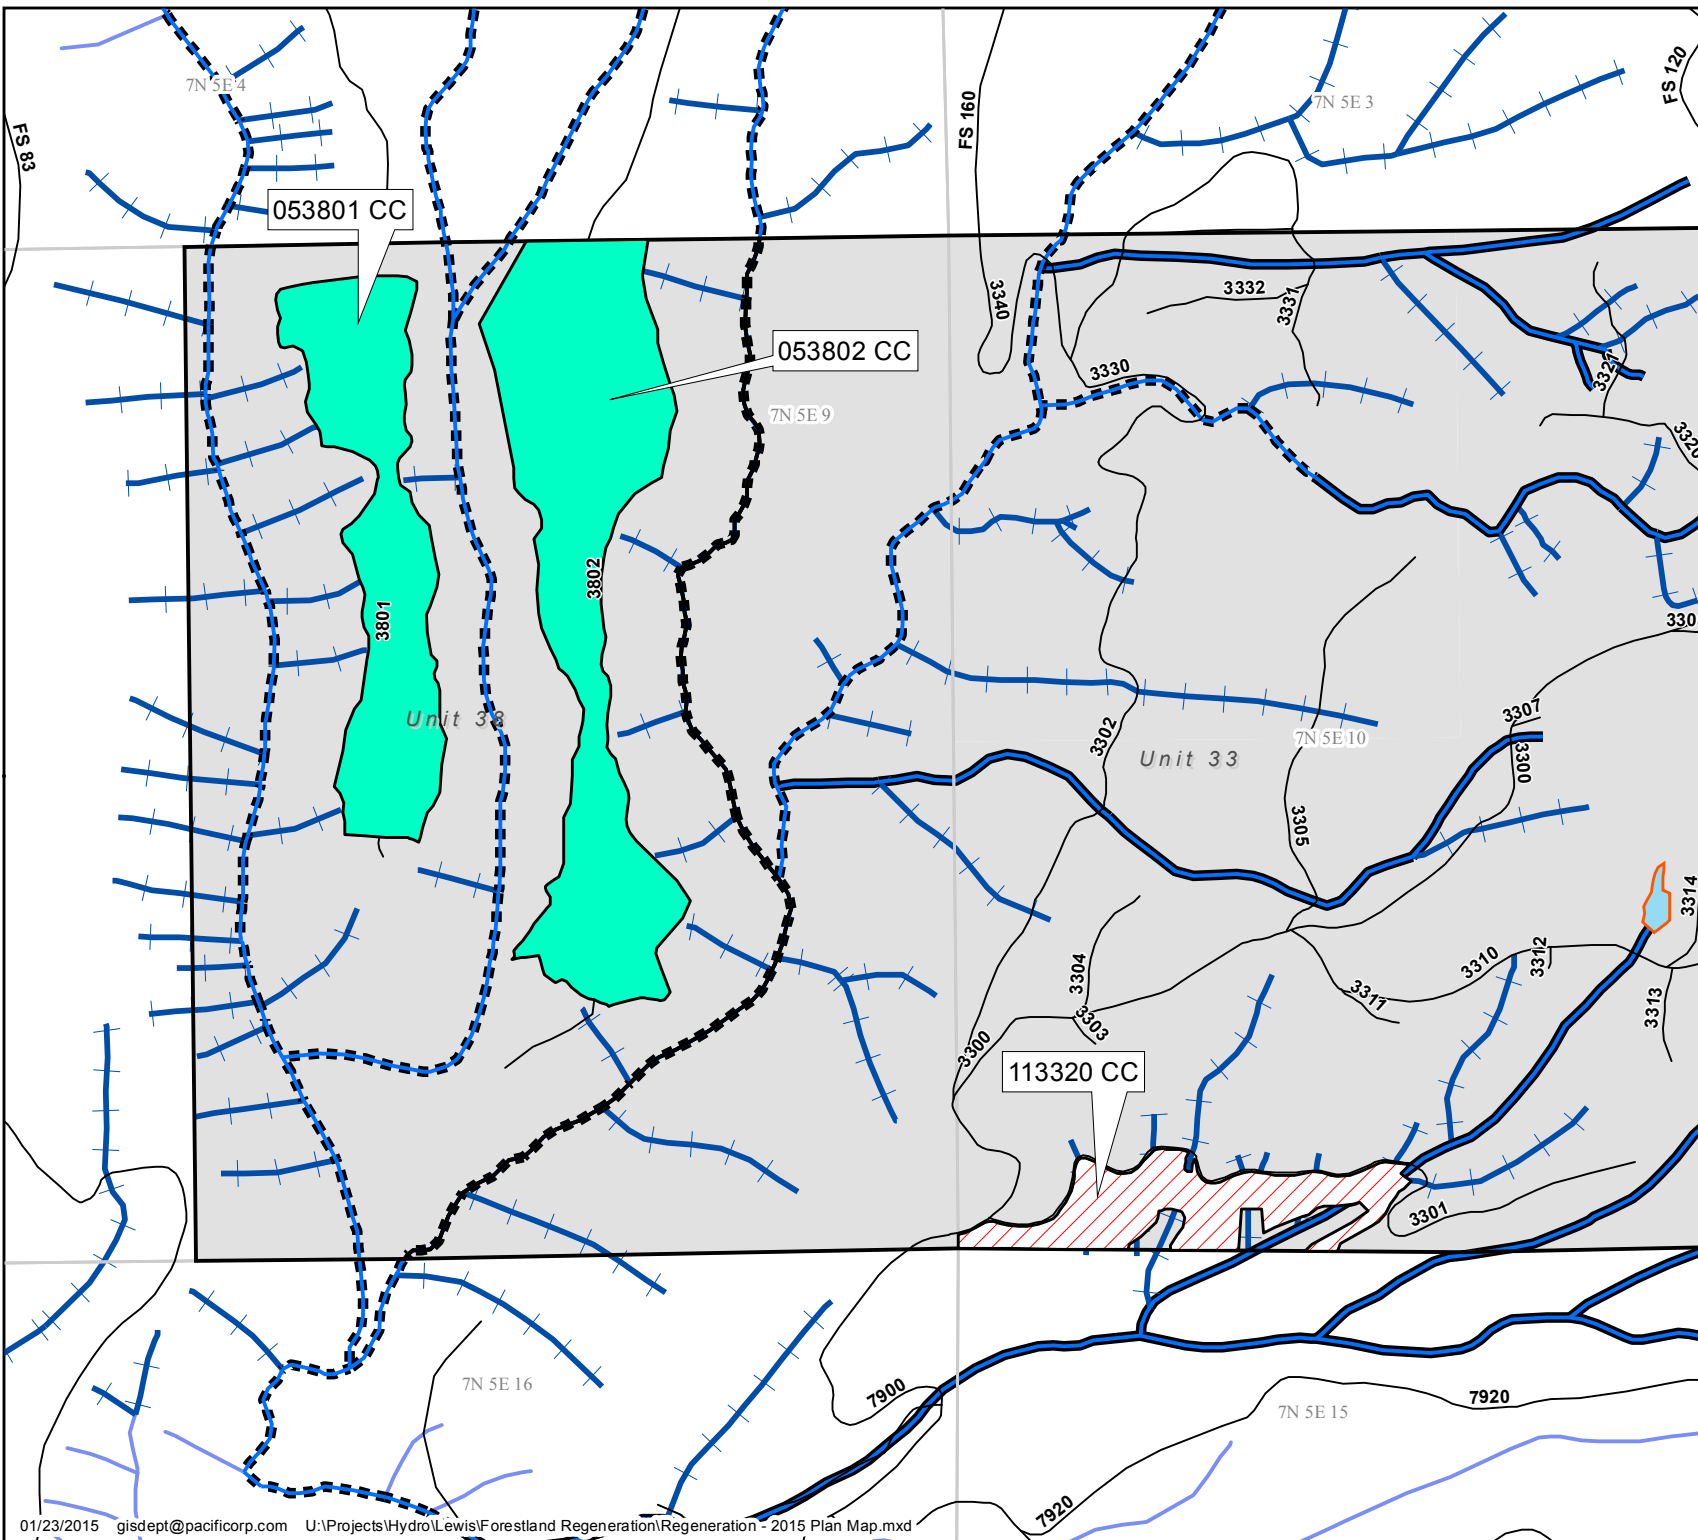 7N 5E 4
7N 5E 3
FS 120
FS 160
FS 83
053801 CC
3340
3332
3331
053802 CC
3330
3321
7N 5E 9
3320
3802
3801
330
Unit 38
3307
3302
7N 5E 10
Unit 33
3300
3305
3314
3310
3312
3304
3311
3313
3303
3300
113320 CC
3301
7N 5E 16
7900
7920
7N 5E 15
7920
01/23/2015 gisdept@pacificorp.com U:\Projects\Hydro\Lewis\Forestland Regeneration\Regeneration - 2015 Plan Map.mxd